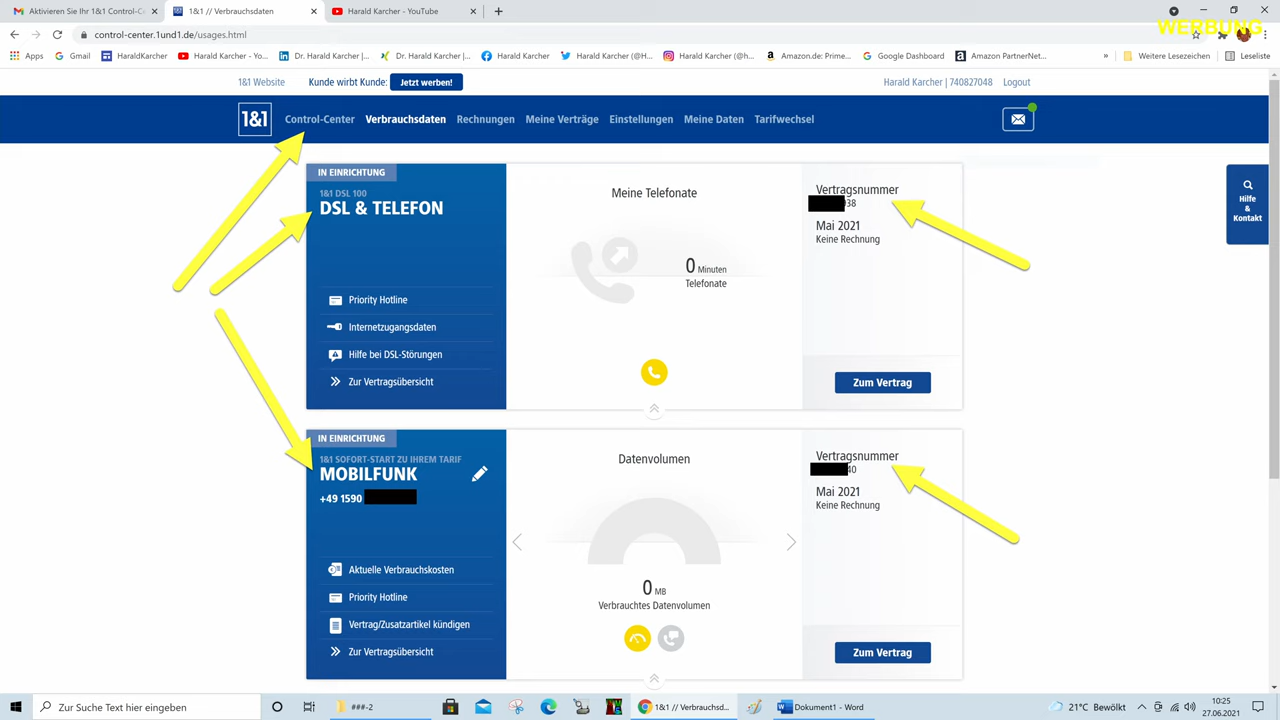 Aktivieren Sie Ihr 1&1 Control-C
1&1 // Verbrauchsdaten
Harald Karcher - YouTube
WERBUNG
control-center.1und1.de/usages.html
Apps
Gmail
HaraldKarcher
Harald Karcher - Yo...
Dr. Harald Karcher |...
Dr. Harald Karcher |...
Harald Karcher
Harald Karcher (@H...
Harald Karcher (@h...
Amazon.de: Prime...
Google Dashboard
Amazon PartnerNet...
»
Weitere Lesezeichen
Leseliste
1&1 Website
Kunde wirbt Kunde:
Jetzt werben!
Harald Karcher | 740827048
Logout
1&1
Control-Center
Verbrauchsdaten
Rechnungen
Meine Verträge
Einstellungen
Meine Daten
Tarifwechsel
Hilfe
&
Kontakt
IN EINRICHTUNG
1&1 DSL 100
DSL & TELEFON
Priority Hotline
Internetzugangsdaten
Hilfe bei DSL-Störungen
Zur Vertragsübersicht
Meine Telefonate
0 Minuten
Telefonate
Vertragsnummer
38
Mai 2021
Keine Rechnung
Zum Vertrag
IN EINRICHTUNG
1&1 SOFORT-START ZU IHREM TARIF
MOBILFUNK
+49 1590
Aktuelle Verbrauchskosten
Priority Hotline
Vertrag/Zusatzartikel kündigen
Zur Vertragsübersicht
Datenvolumen
0 MB
Verbrauchtes Datenvolumen
Vertragsnummer
40
Mai 2021
Keine Rechnung
Zum Vertrag
Zur Suche Text hier eingeben
###-2
1&1 // Verbrauchsd...
Dokument1 - Word
21°C Bewölkt
10:25
27.06.2021